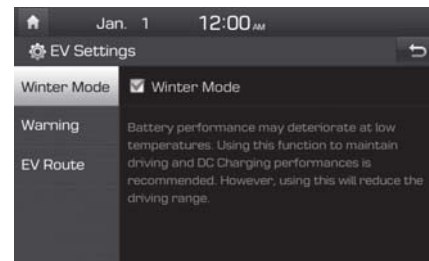 Jan. 1 12:00 AM
EV Settings
Winter Mode
Winter Mode
Warning
EV Route
Battery performance may deteriorate at low
temperatures. Using this function to maintain
driving and DC Charging performances is
recommended. However, using this will reduce the
driving range.